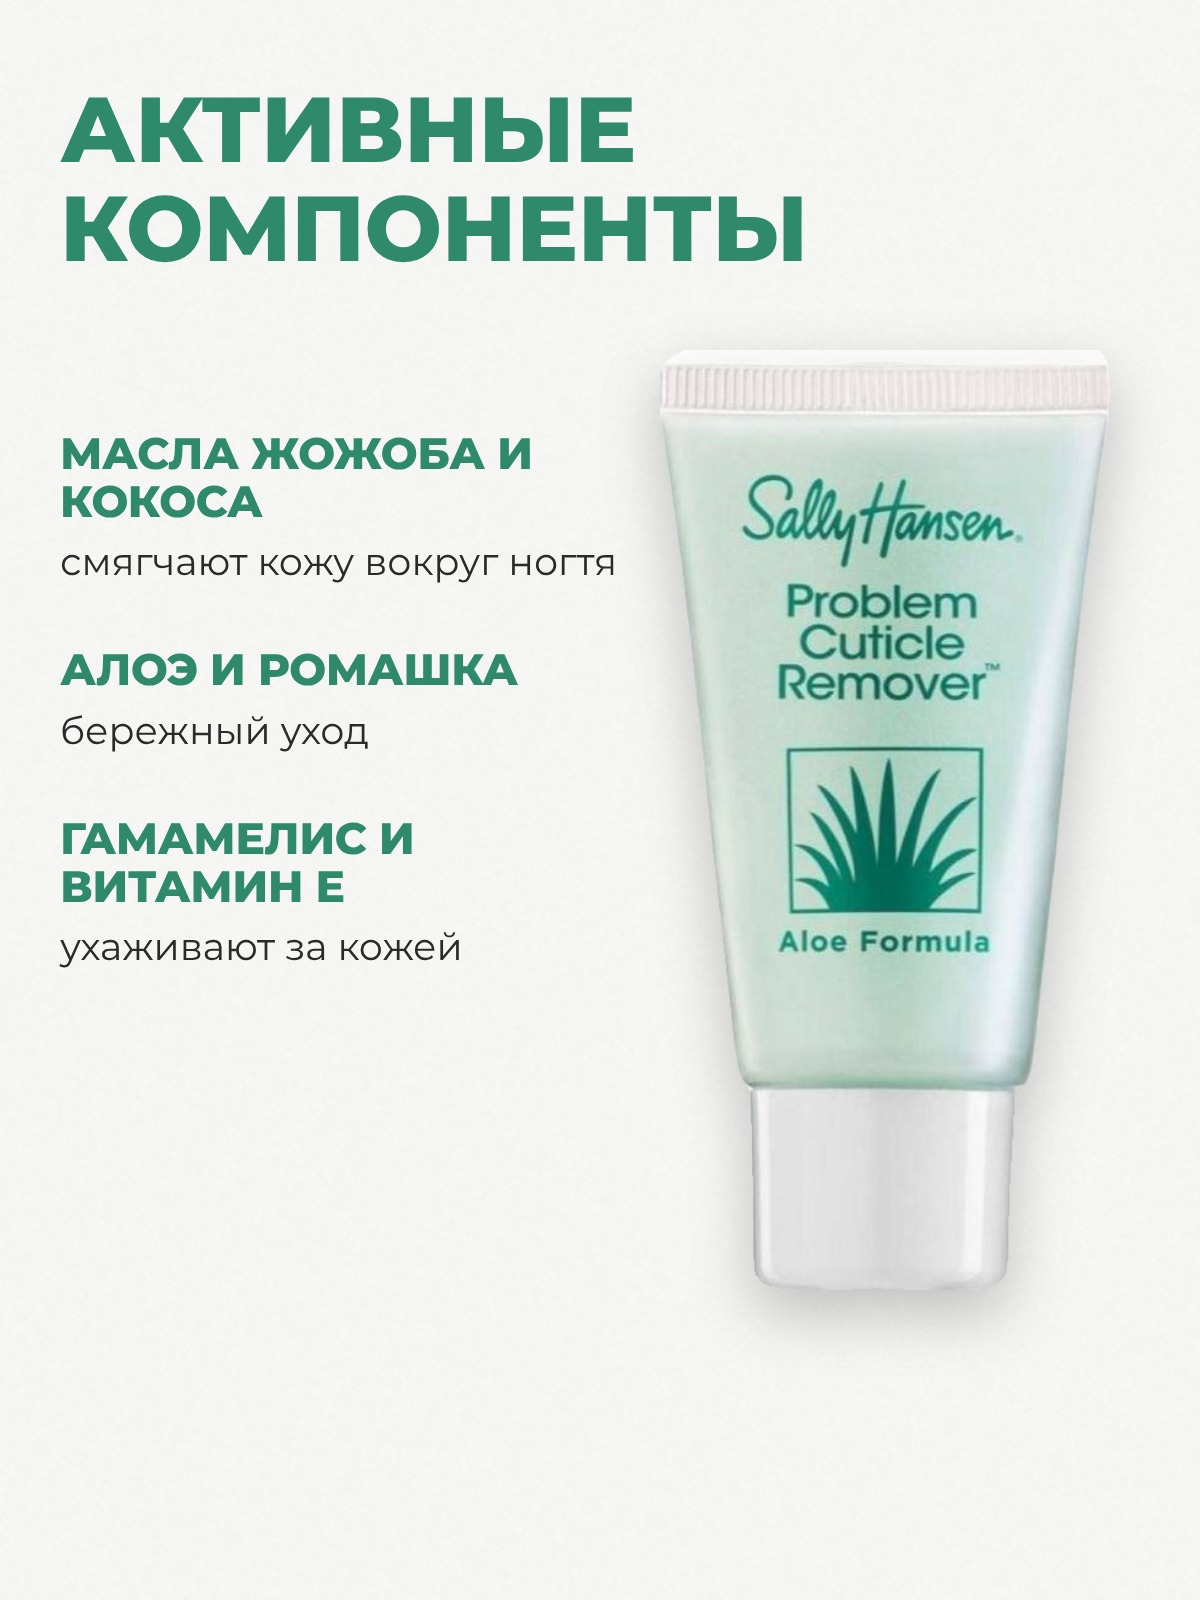 АКТИВНЫЕ
КОМПОНЕНТЫ
МАСЛА ЖОЖОБА И
КОКОСА
смягчают кожу вокруг ногтя
АЛОЭ И РОМАШКА
бережный уход
ГАМАМЕЛИС И
ВИТАМИН Е
ухаживают за кожей
Sally Hansen®
Problem
Cuticle
Remover™
Aloe Formula